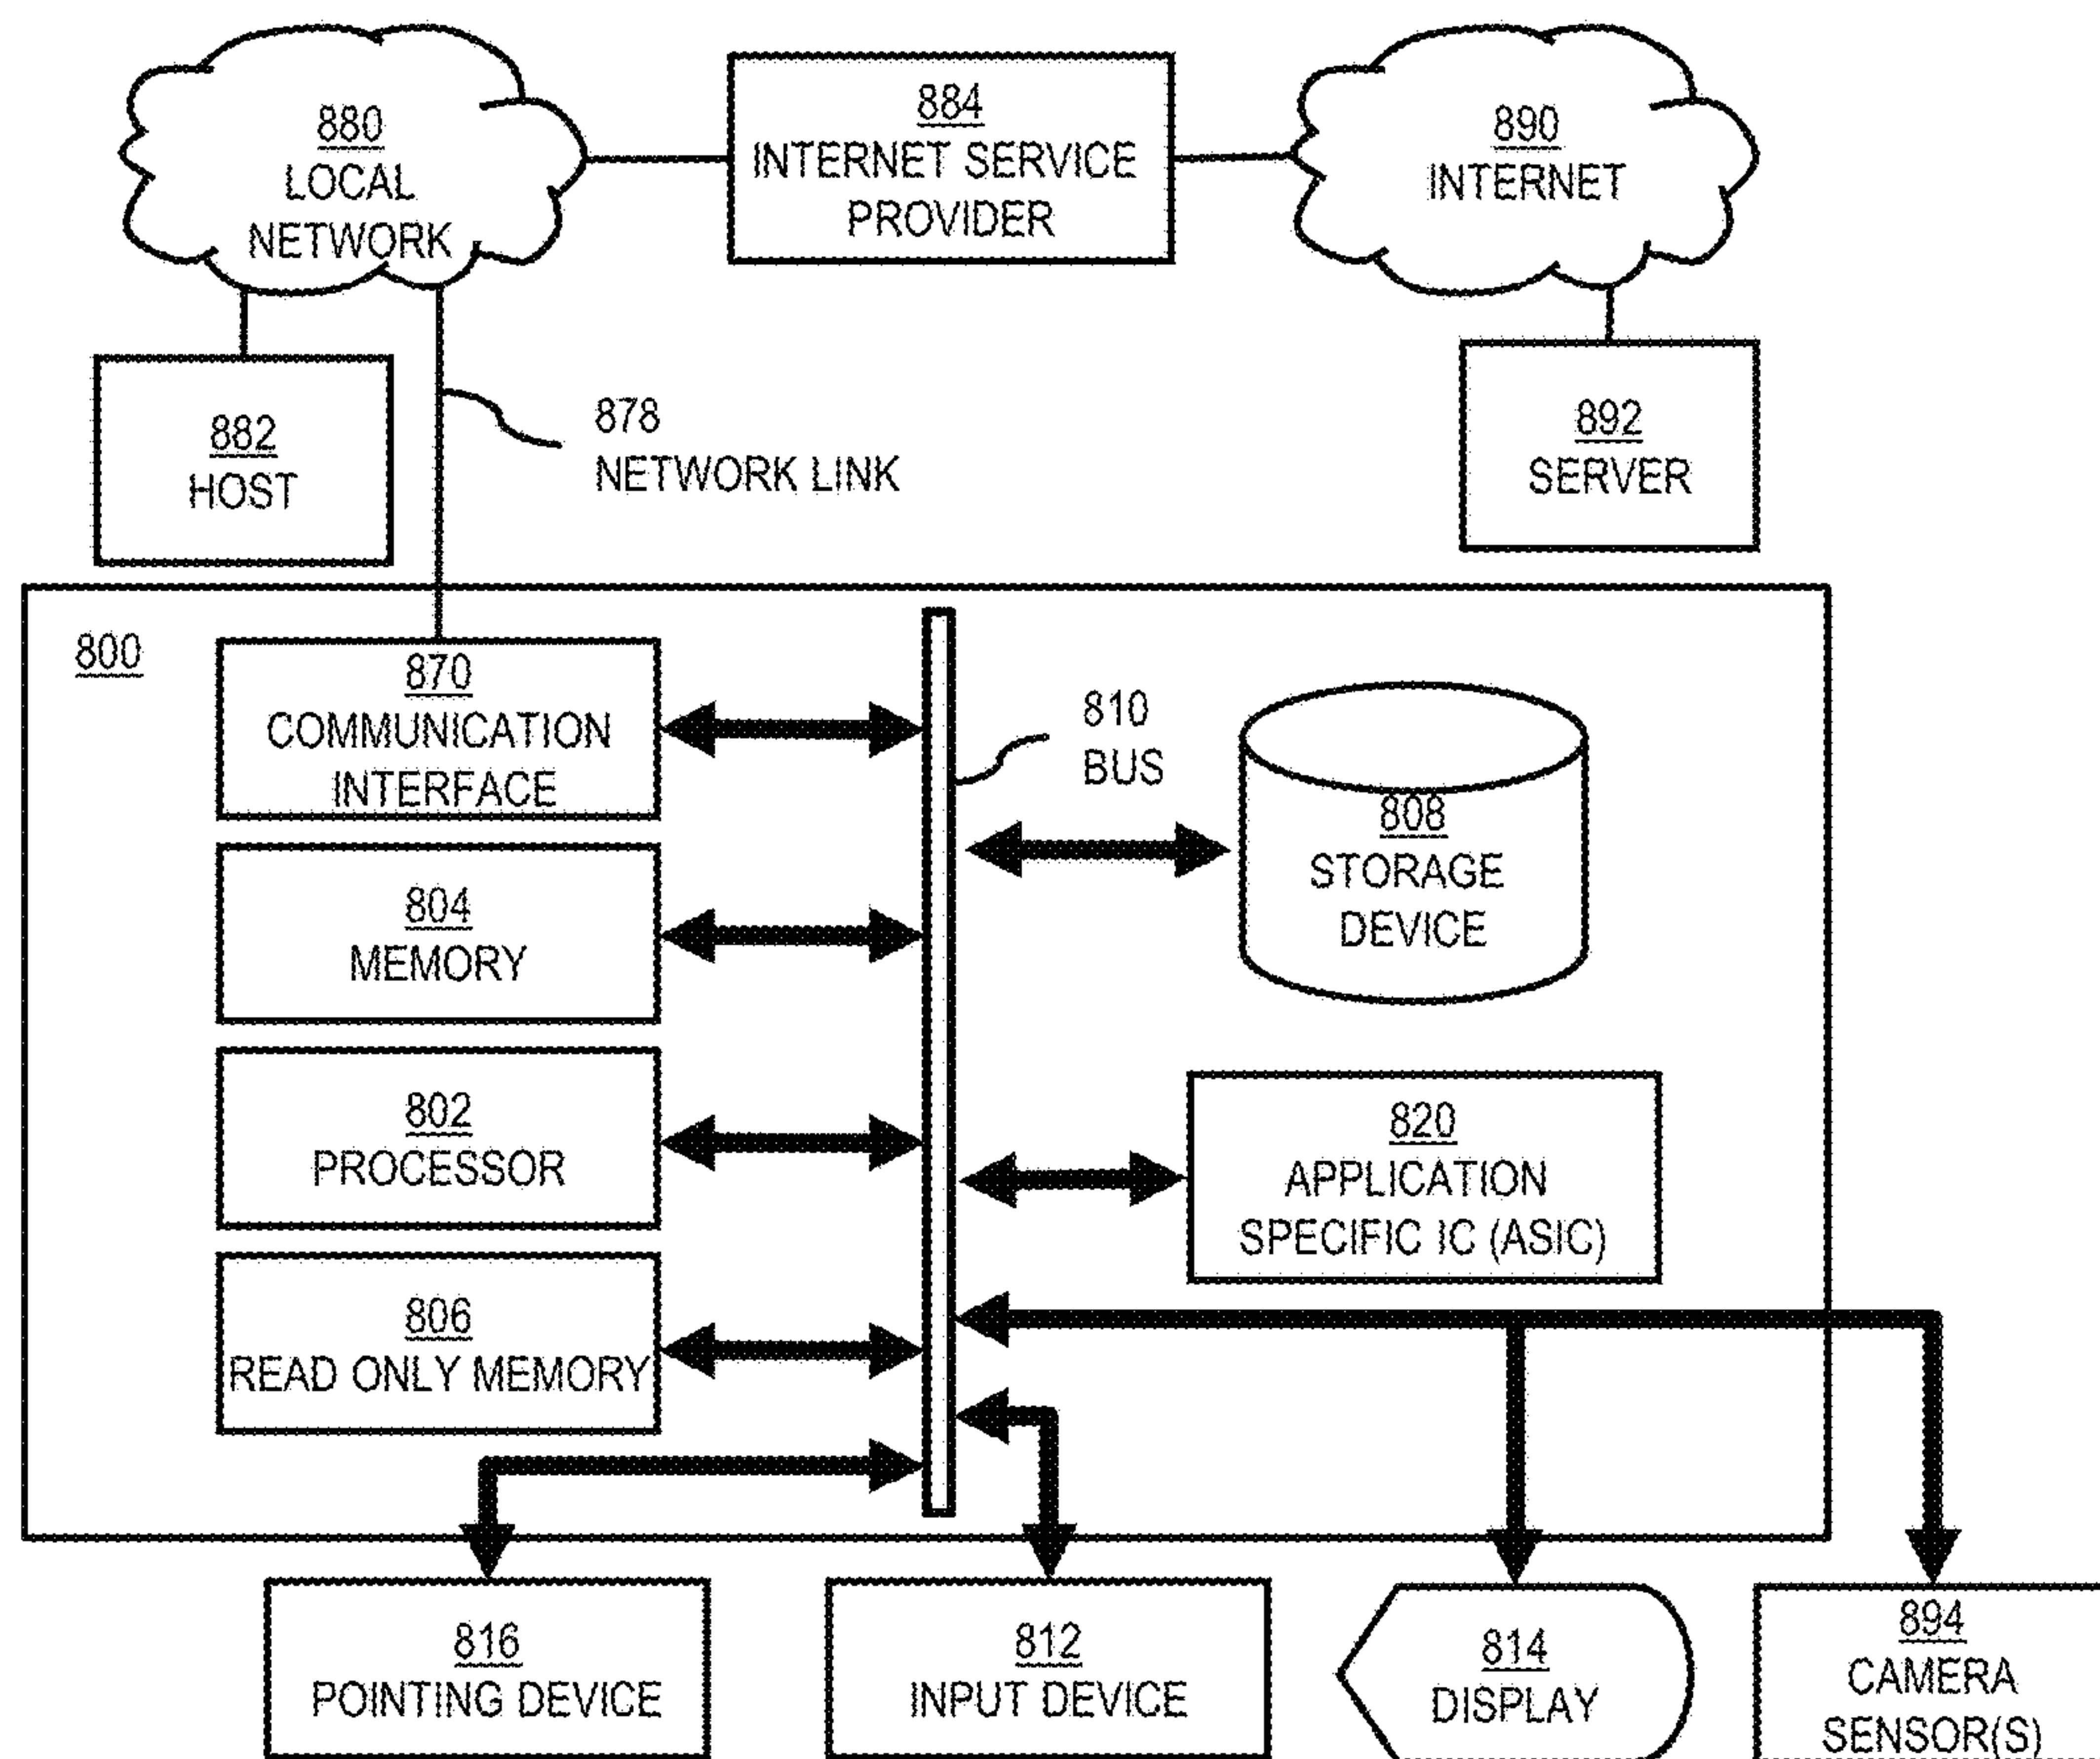 880
LOCAL
NETWORK
884
INTERNET SERVICE
PROVIDER
890
INTERNET
882
HOST
878
NETWORK LINK
892
SERVER
800
870
COMMUNICATION
INTERFACE
810
BUS
808
STORAGE
DEVICE
804
MEMORY
802
PROCESSOR
820
APPLICATION
SPECIFIC IC (ASIC)
806
READ ONLY MEMORY
816
POINTING DEVICE
812
INPUT DEVICE
814
DISPLAY
894
CAMERA
SENSOR(S)